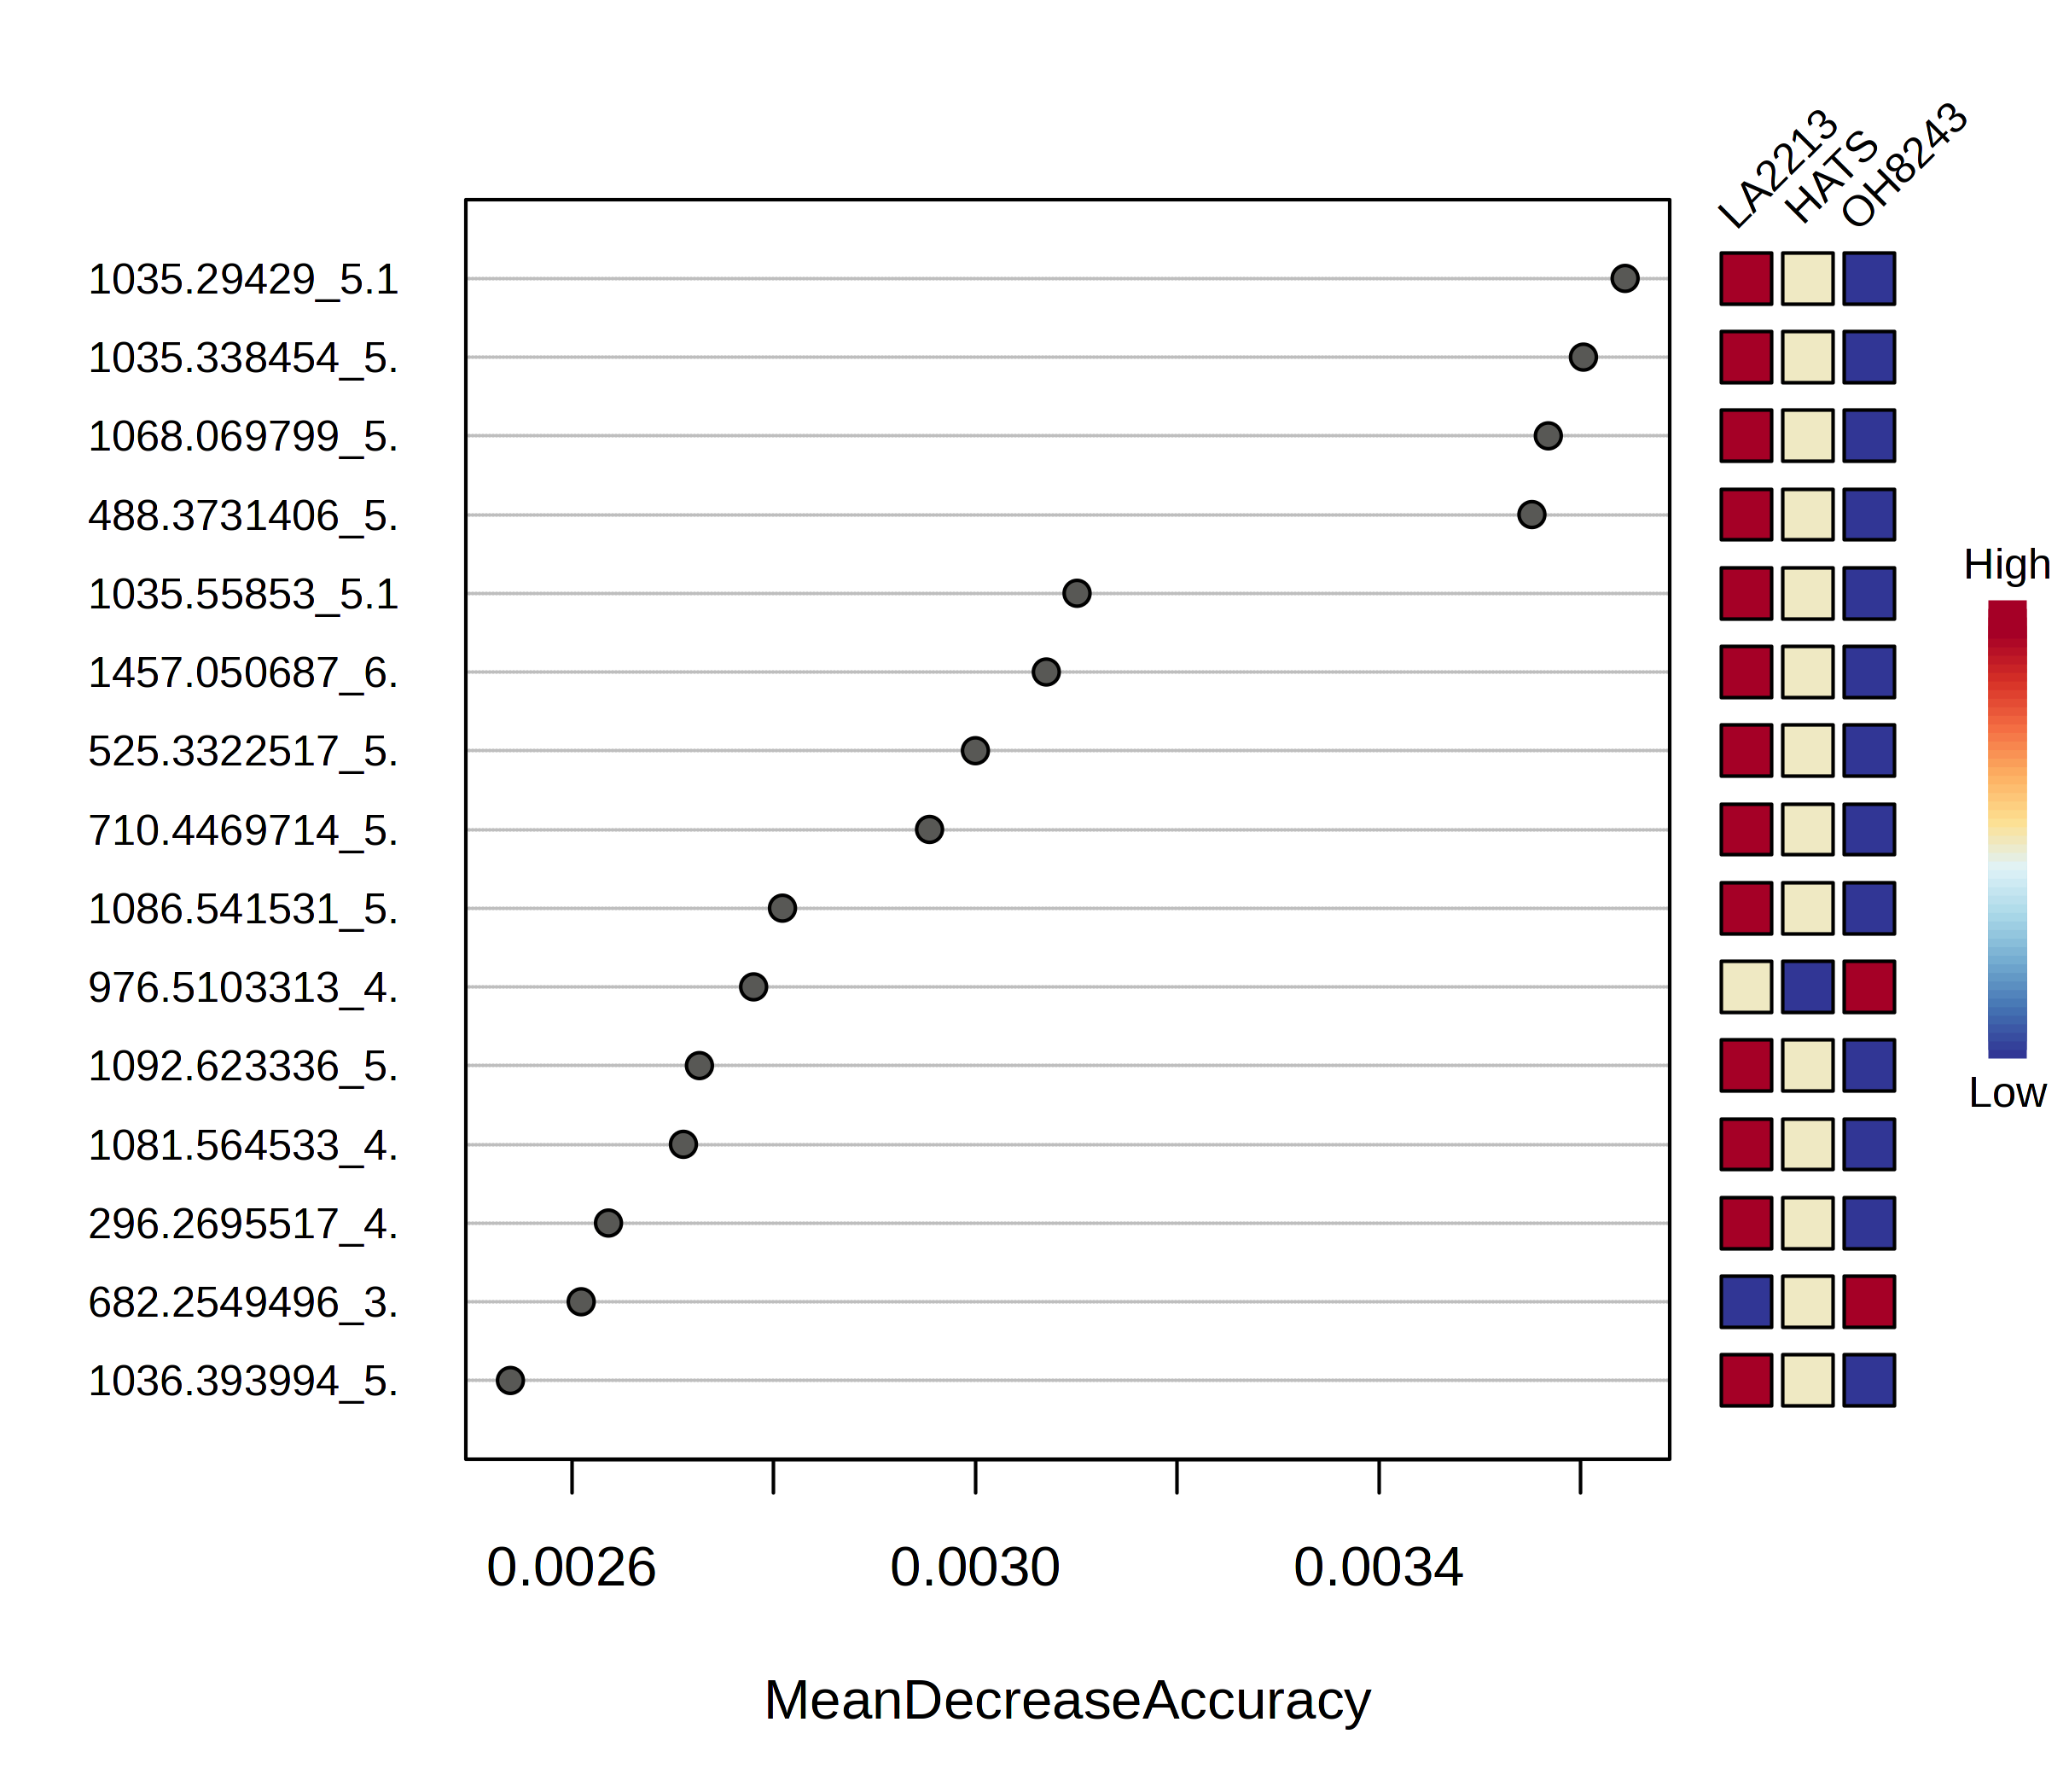 LA2213
HATS
OH8243
1035.29429_5.1
1035.338454_5.
1068.069799_5.
488.3731406_5.
1035.55853_5.1
1457.050687_6.
525.3322517_5.
710.4469714_5.
1086.541531_5.
976.5103313_4.
1092.623336_5.
1081.564533_4.
296.2695517_4.
682.2549496_3.
1036.393994_5.
High
Low
0.0026 0.0030 0.0034
MeanDecreaseAccuracy